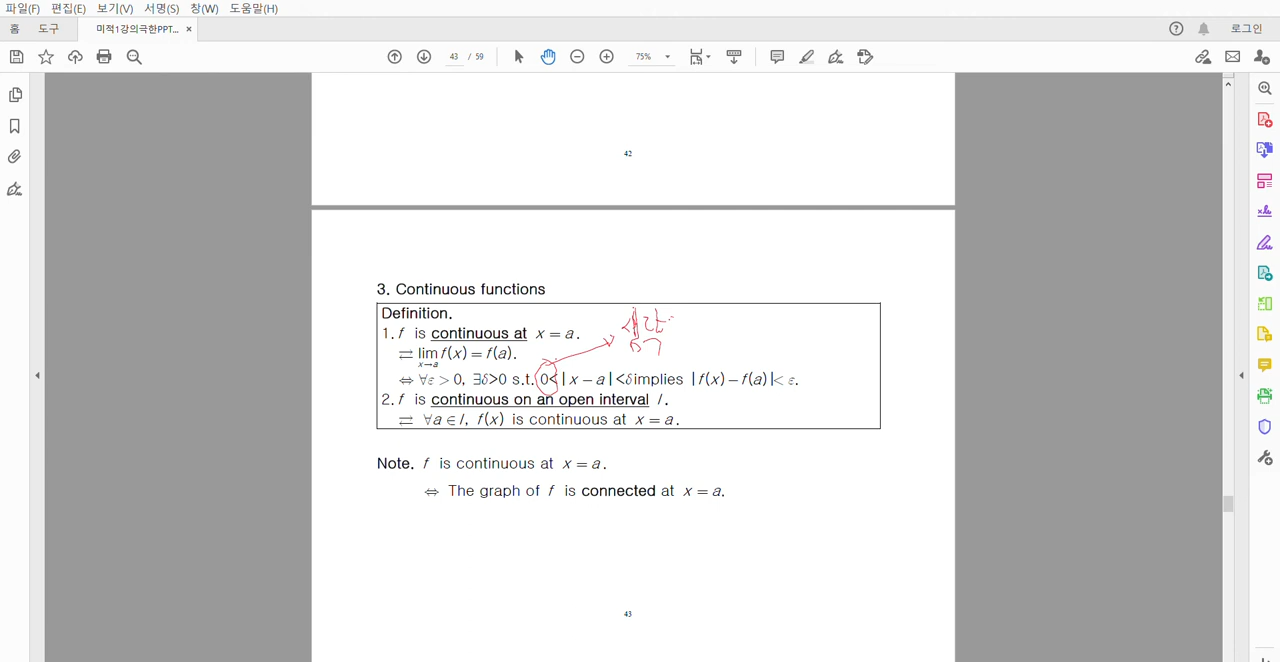 파일(F) 편집(E) 보기(V) 서명(S) 창(W) 도움말(H)
홈 도구 미적1강의극한PPT... × 로그인
43 / 59 75%
42
3. Continuous functions
Definition.
1. f is continuous at x = a.
⇄ lim x→a f(x) = f(a).
⇔ ∀ε > 0, ∃δ>0 s.t. 0<|x − a|<δ implies |f(x) − f(a)|< ε.
2. f is continuous on an open interval I.
⇄ ∀a ∈ I, f(x) is continuous at x = a.
Note. f is continuous at x = a.
⇔ The graph of f is connected at x = a.
43